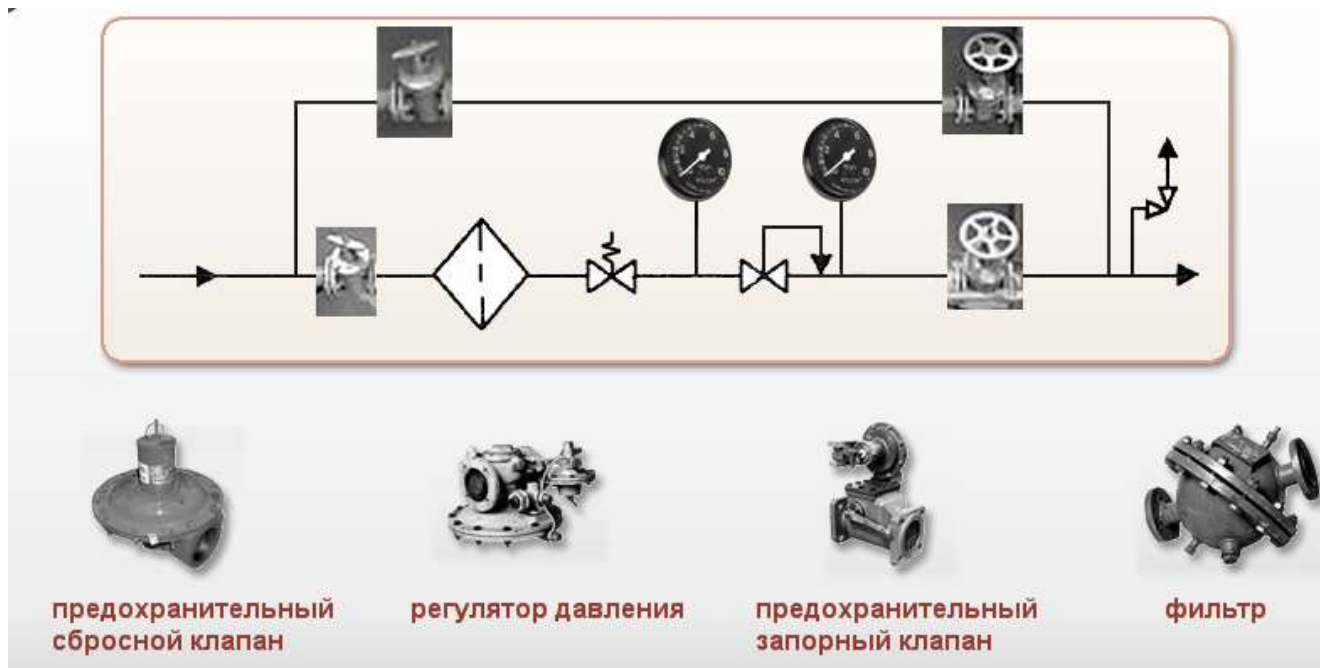 предохранительный
сбросной клапан
регулятор давления
предохранительный
запорный клапан
фильтр